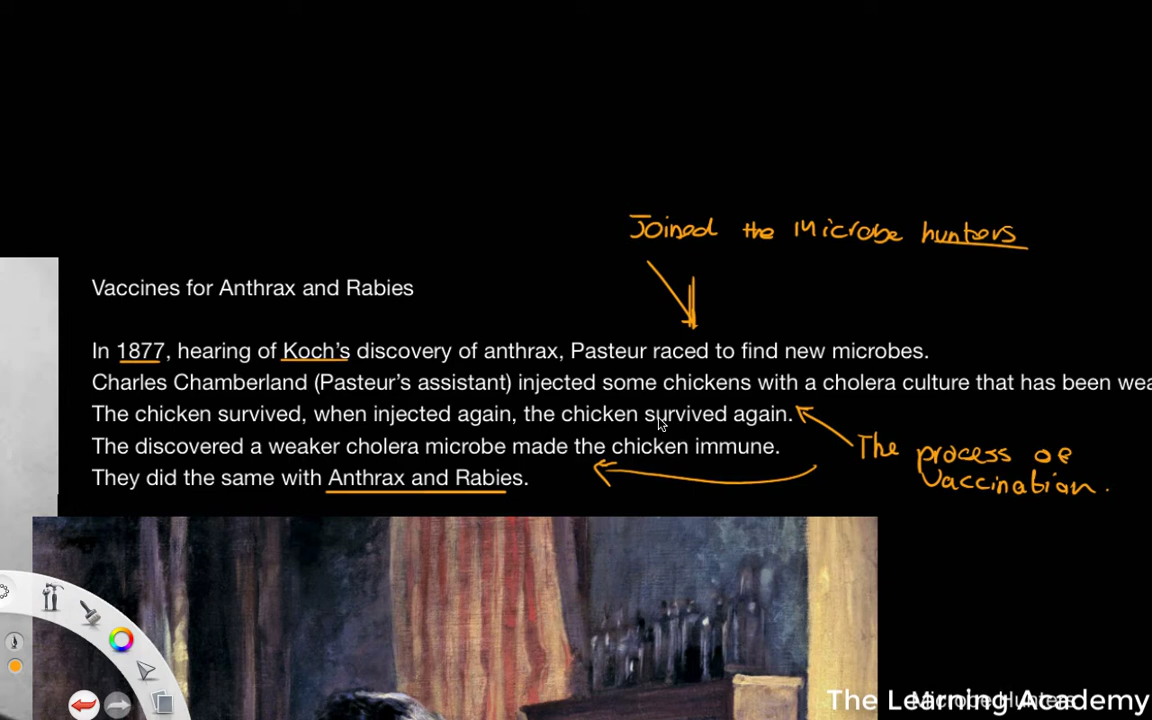 Joined the Microbe hunters
Vaccines for Anthrax and Rabies
In 1877, hearing of Koch's discovery of anthrax, Pasteur raced to find new microbes.
Charles Chamberland (Pasteur's assistant) injected some chickens with a cholera culture that has been wea
The chicken survived, when injected again, the chicken survived again.
The discovered a weaker cholera microbe made the chicken immune.
They did the same with Anthrax and Rabies.
The process of
Vaccination.
The Learning Academy
Microbe Hunters